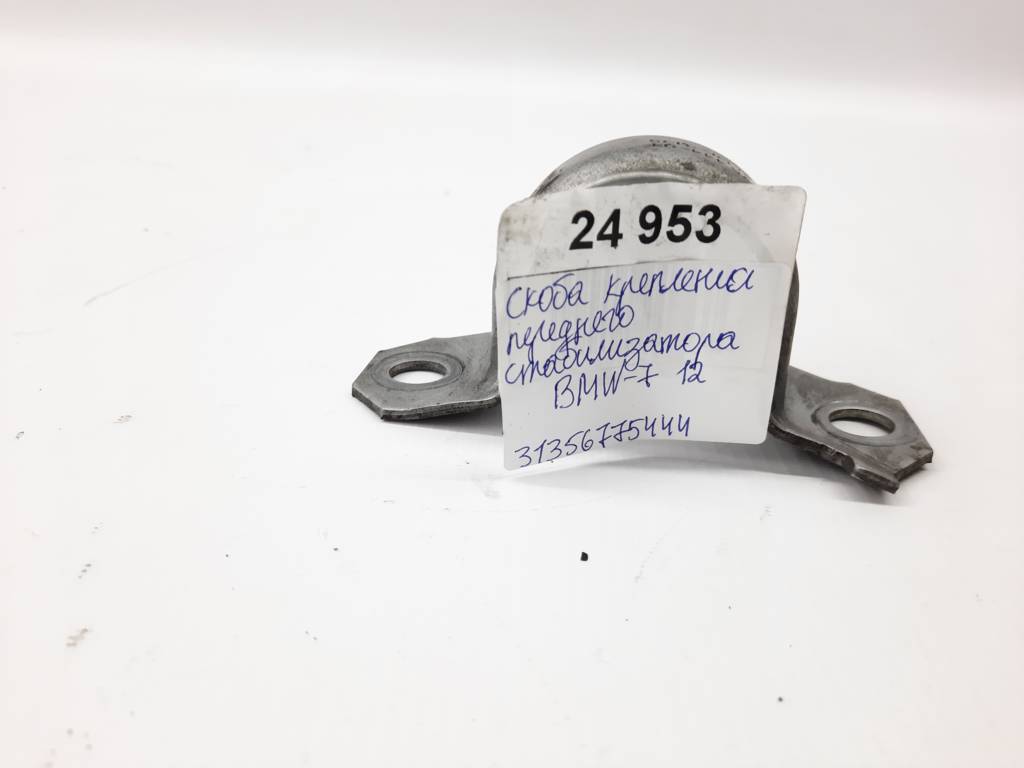 24 953
Скоба крепления
переднего
стабилизатора
BMW-7 12
31356775444